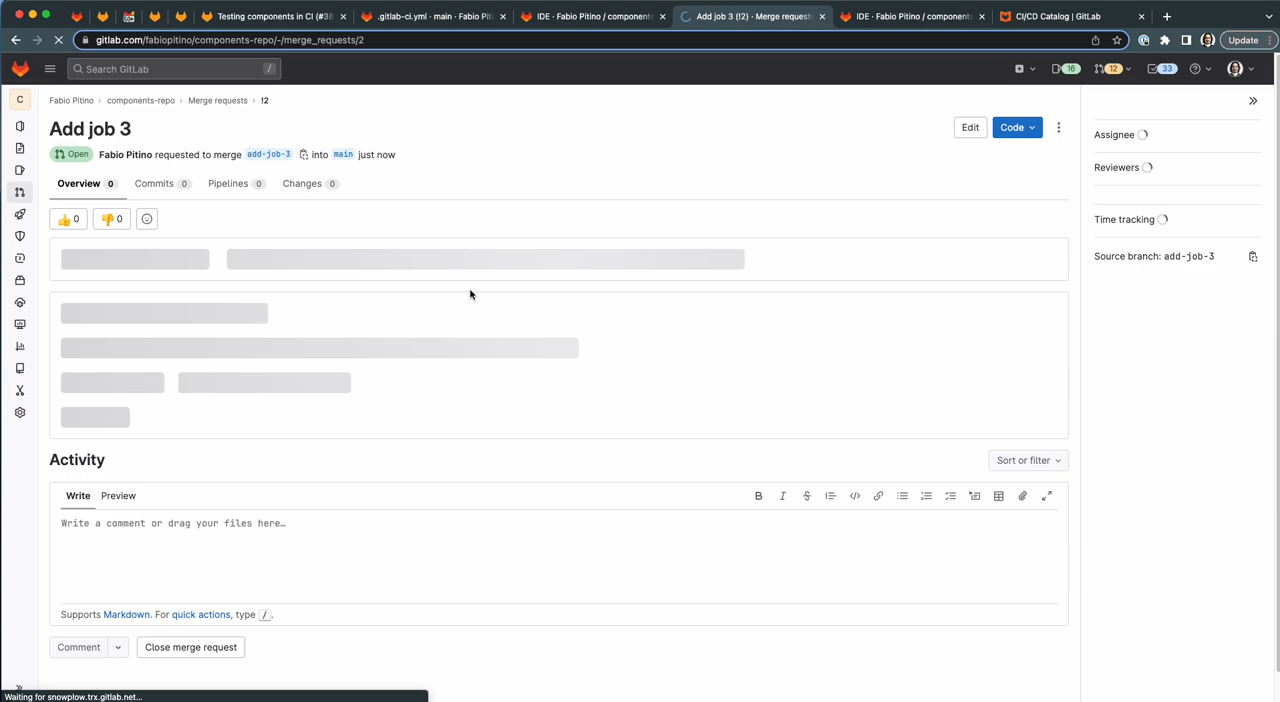 Testing components in CI (#38
.gitlab-ci.yml · main · Fabio Pit
IDE · Fabio Pitino / component
Add job 3 (!2) · Merge request
IDE · Fabio Pitino / component
CI/CD Catalog | GitLab
gitlab.com/fabiopitino/components-repo/-/merge_requests/2
Update
Search GitLab /
16
12
33
C
Fabio Pitino › components-repo › Merge requests › !2
Add job 3
Edit
Code
Open Fabio Pitino requested to merge add-job-3 into main just now
Overview 0 Commits 0 Pipelines 0 Changes 0
0 0
Activity
Sort or filter
Write Preview
Write a comment or drag your files here…
Supports Markdown. For quick actions, type /.
Comment
Close merge request
Assignee
Reviewers
Time tracking
Source branch: add-job-3
Waiting for snowplow.trx.gitlab.net...